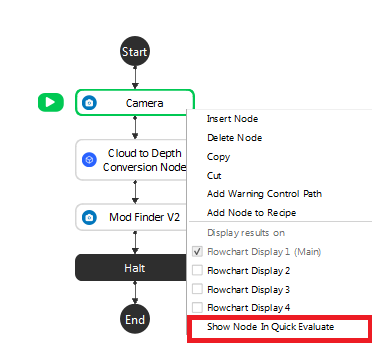 Start
Camera
Insert Node
Delete Node
Cloud to Depth
Conversion Node
Copy
Cut
Add Warning Control Path
Mod Finder V2
Add Node to Recipe
Display results on
Flowchart Display 1 (Main)
Halt
Flowchart Display 2
Flowchart Display 3
Flowchart Display 4
End
Show Node In Quick Evaluate